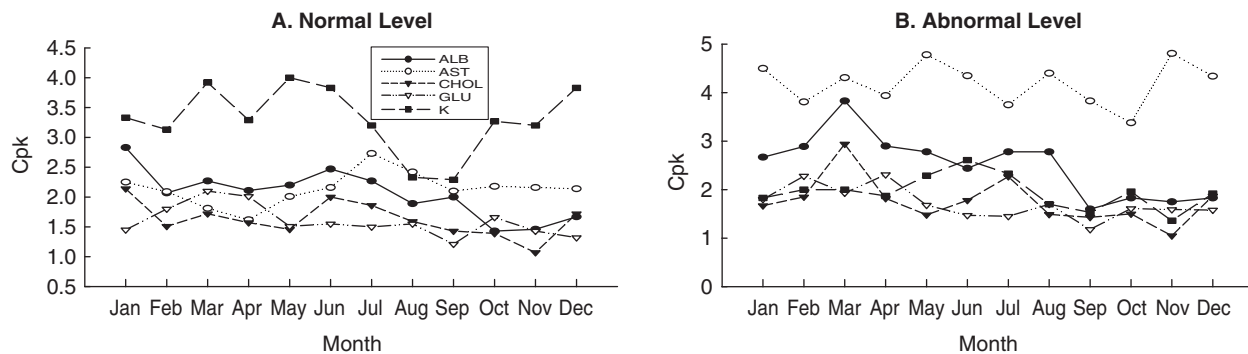 A. Normal Level
4.5
4.0
3.5
3.0
2.5
2.0
1.5
1.0
0.5
Cpk
ALB
AST
CHOL
GLU
K
Jan Feb Mar Apr May Jun Jul Aug Sep Oct Nov Dec
Month
B. Abnormal Level
5
4
3
2
1
0
Cpk
Jan Feb Mar Apr May Jun Jul Aug Sep Oct Nov Dec
Month